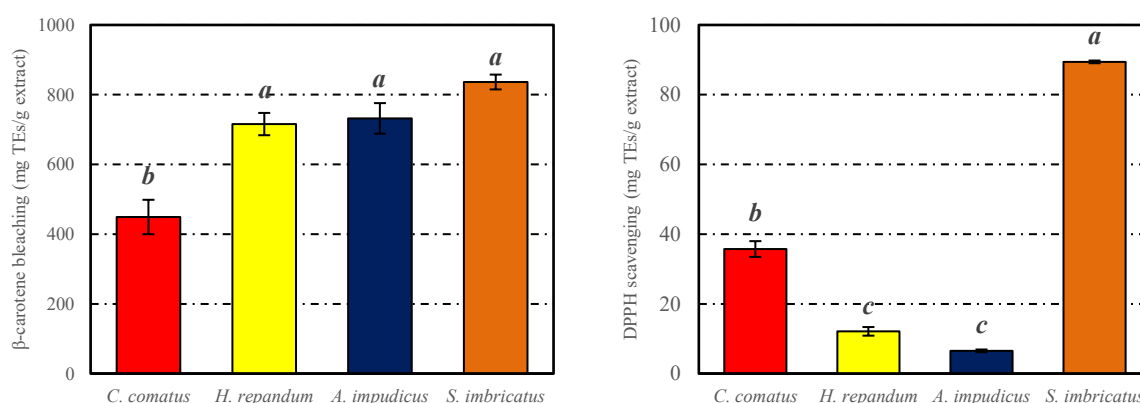 β-carotene bleaching (mg TEs/g extract)
1000
800
600
400
200
0
b
a
a
a
C. comatus H. repandum A. impudicus S. imbricatus
DPPH scavenging (mg TEs/g extract)
100
80
60
40
20
0
b
c
c
a
C. comatus H. repandum A. impudicus S. imbricatus